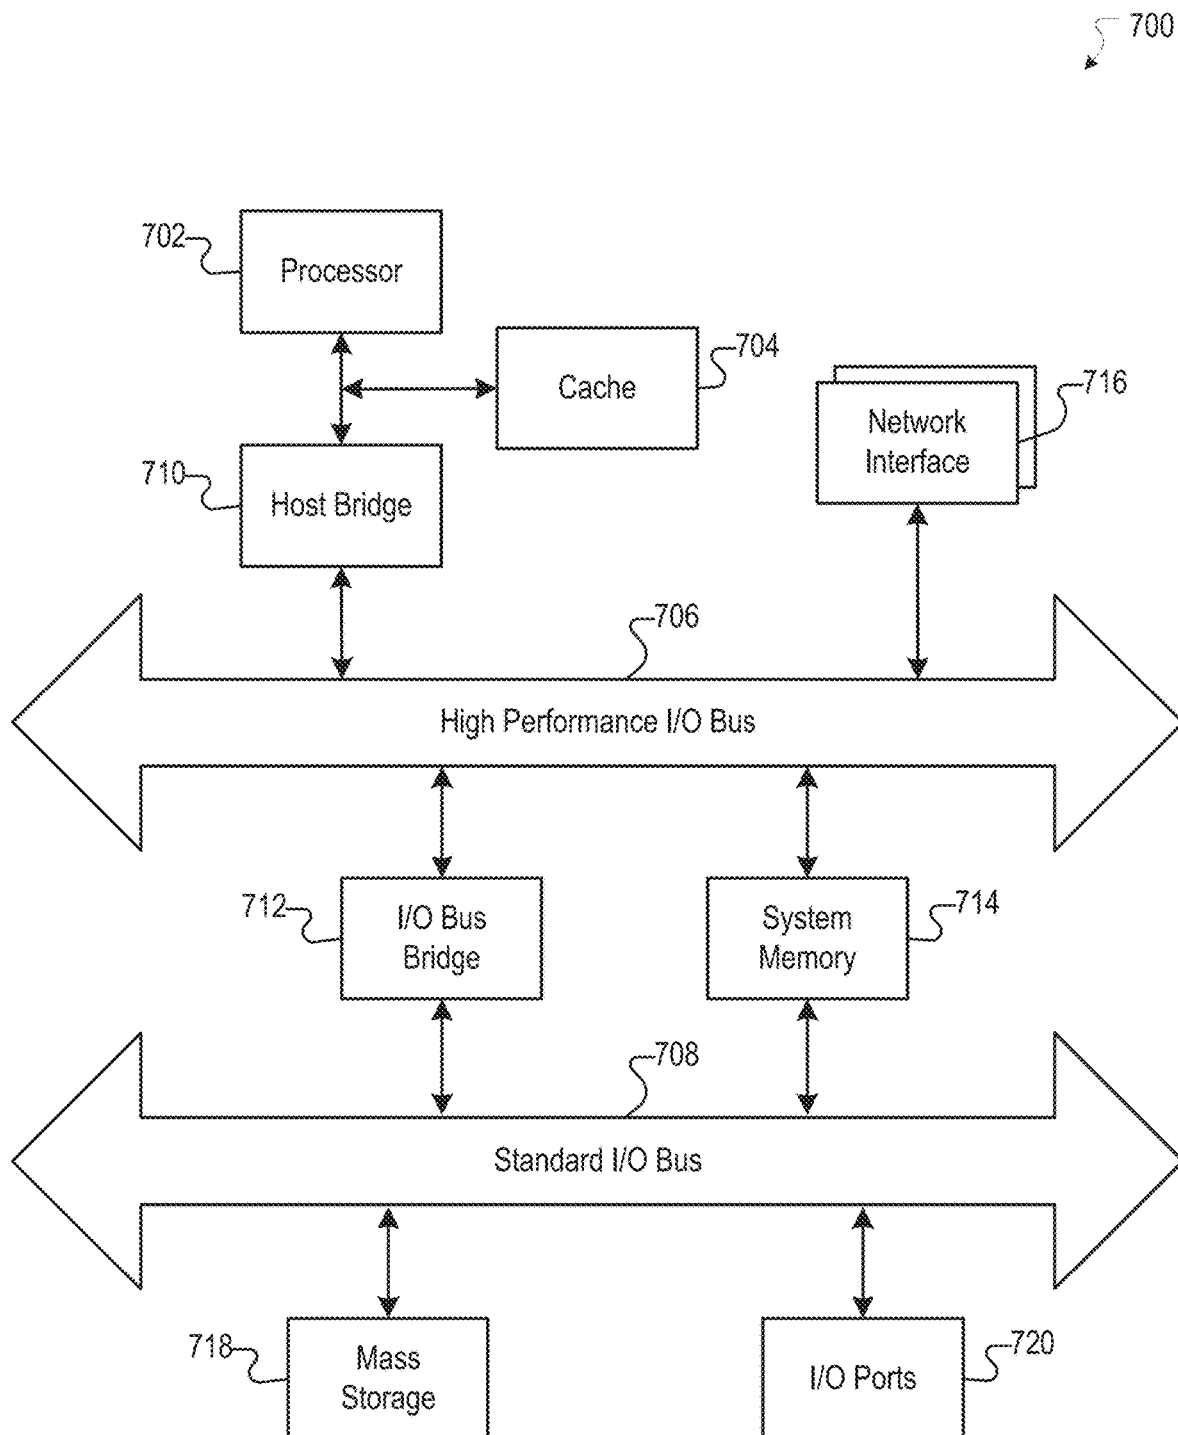 700
702
Processor
704
Cache
716
Network
Interface
710
Host Bridge
706
High Performance I/O Bus
712
I/O Bus
Bridge
System
Memory
714
708
Standard I/O Bus
718
Mass
Storage
I/O Ports
720